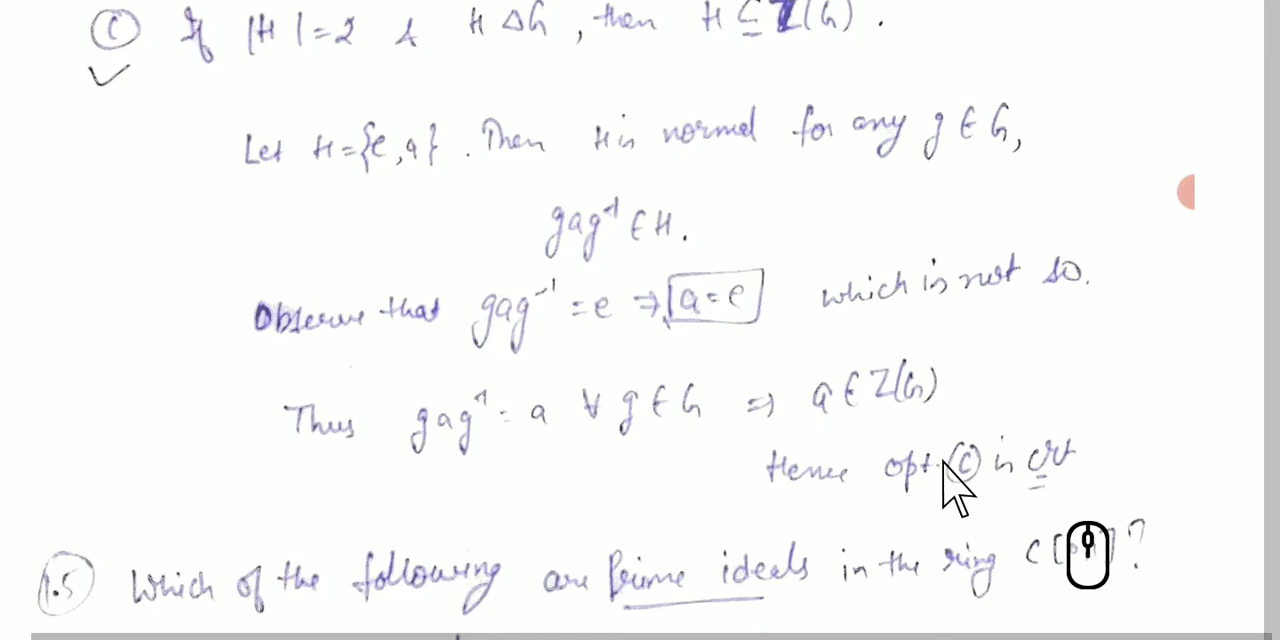 (c) If |H|=2 & H Δ G, then H ⊆ Z(G).
Let H={e,a}. Then H is normal for any g ∈ G,
gag⁻¹ ∈ H.
Observe that gag⁻¹ = e ⇒ a=e which is not so.
Thus gag⁻¹ = a ∀ g ∈ G ⇒ a ∈ Z(G)
Hence opt. (c) is crt
1.5 Which of the following are prime ideals in the ring C[ ]?